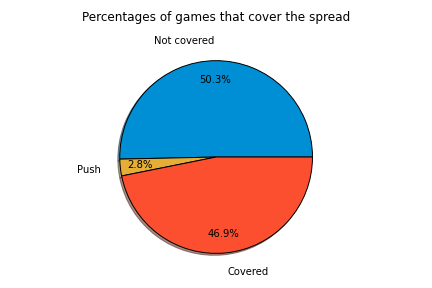 Percentages of games that cover the spread
Not covered
50.3%
Push
2.8%
46.9%
Covered